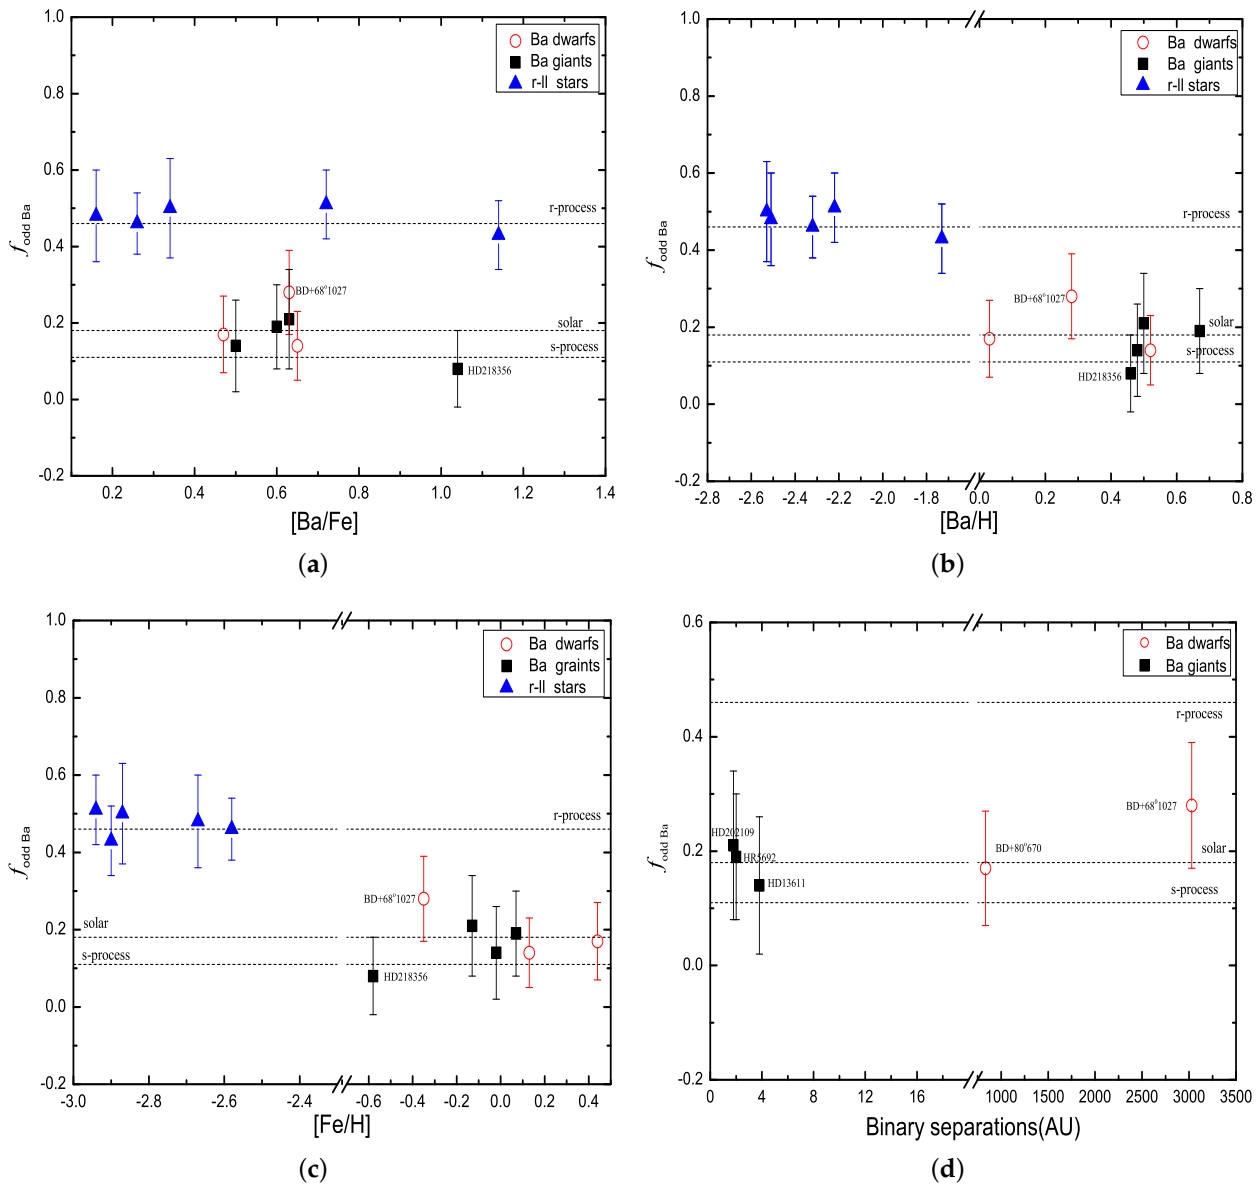 1.0
0.8
0.6
0.4
0.2
0.0
-0.2
f odd Ba
Ba dwarfs
Ba giants
r-II stars
r-process
BD+68°1027
solar
s-process
HD218356
0.2 0.4 0.6 0.8 1.0 1.2 1.4
[Ba/Fe]
(a)
1.0
0.8
0.6
0.4
0.2
0.0
-0.2
f odd Ba
Ba dwarfs
Ba giants
r-II stars
r-process
BD+68°1027
solar
s-process
HD218356
-2.8 -2.6 -2.4 -2.2 -2.0 -1.8 0.0 0.2 0.4 0.6 0.8
[Ba/H]
(b)
1.0
0.8
0.6
0.4
0.2
0.0
-0.2
f odd Ba
Ba dwarfs
Ba graints
r-II stars
r-process
BD+68°1027
solar
s-process
HD218356
-3.0 -2.8 -2.6 -2.4 -0.6 -0.4 -0.2 0.0 0.2 0.4
[Fe/H]
(c)
0.6
0.4
0.2
0.0
-0.2
f odd Ba
Ba dwarfs
Ba giants
r-process
BD+68°1027
HD202109
BD+80°670
solar
HR5692
HD13611
s-process
0 4 8 12 16 1000 1500 2000 2500 3000 3500
Binary separations(AU)
(d)